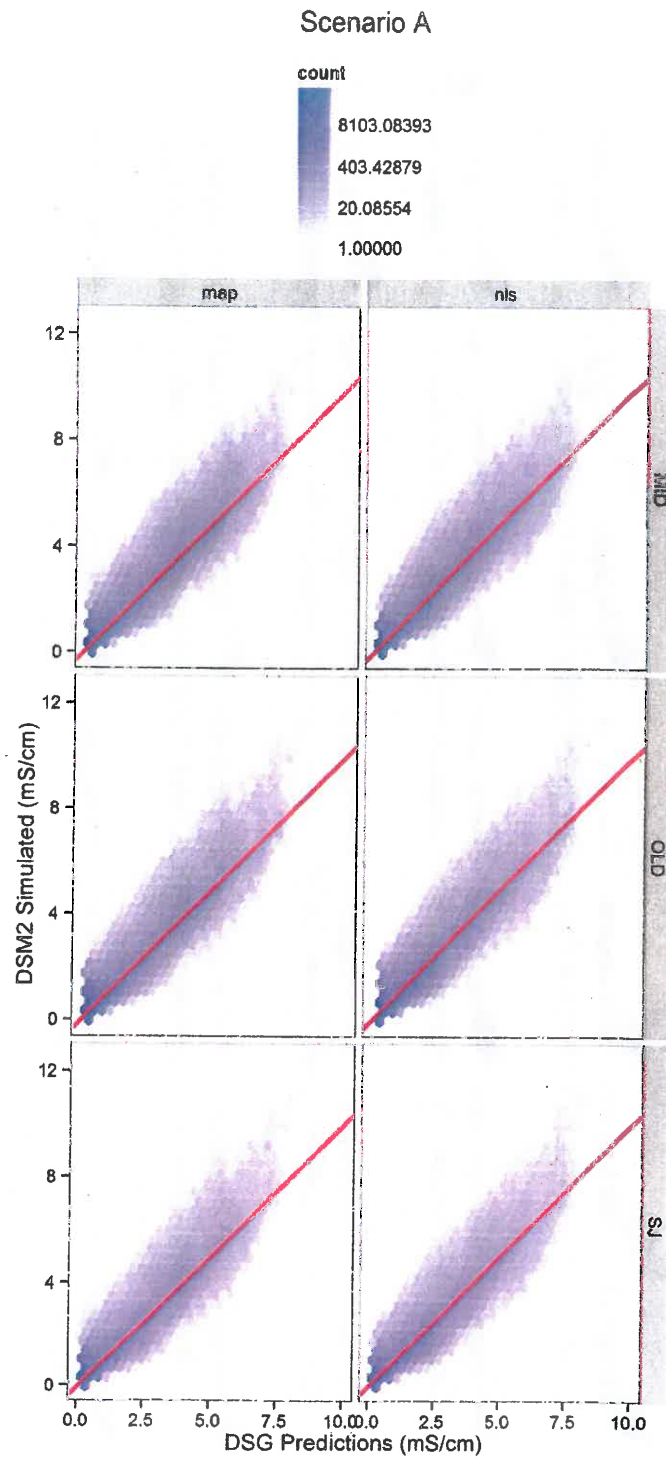 Scenario A
count
8103.08393
403.42879
20.08554
1.00000
map
nls
12
8
4
0
MID
12
8
4
0
OLD
12
8
4
0
SJ
DSM2 Simulated (mS/cm)
0.0 2.5 5.0 7.5 10.0 0.0 2.5 5.0 7.5 10.0
DSG Predictions (mS/cm)